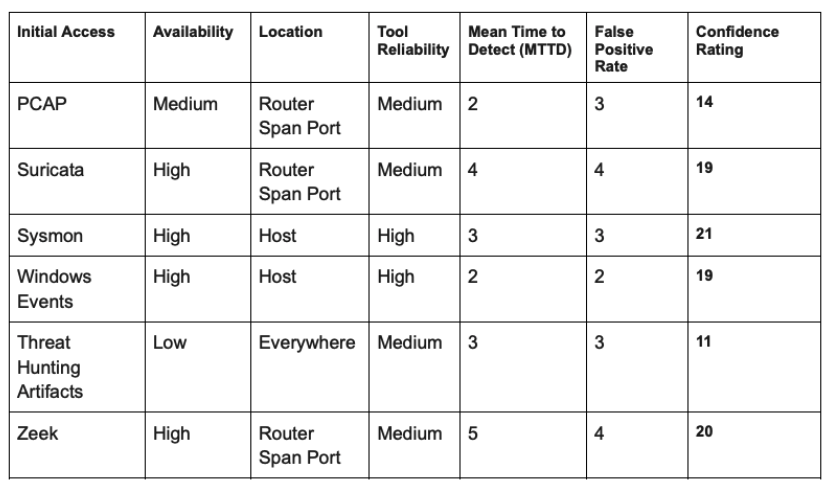 Initial Access Availability Location Tool Reliability Mean Time to Detect (MTTD) False Positive Rate Confidence Rating
PCAP Medium Router Span Port Medium 2 3 14
Suricata High Router Span Port Medium 4 4 19
Sysmon High Host High 3 3 21
Windows Events High Host High 2 2 19
Threat Hunting Artifacts Low Everywhere Medium 3 3 11
Zeek High Router Span Port Medium 5 4 20